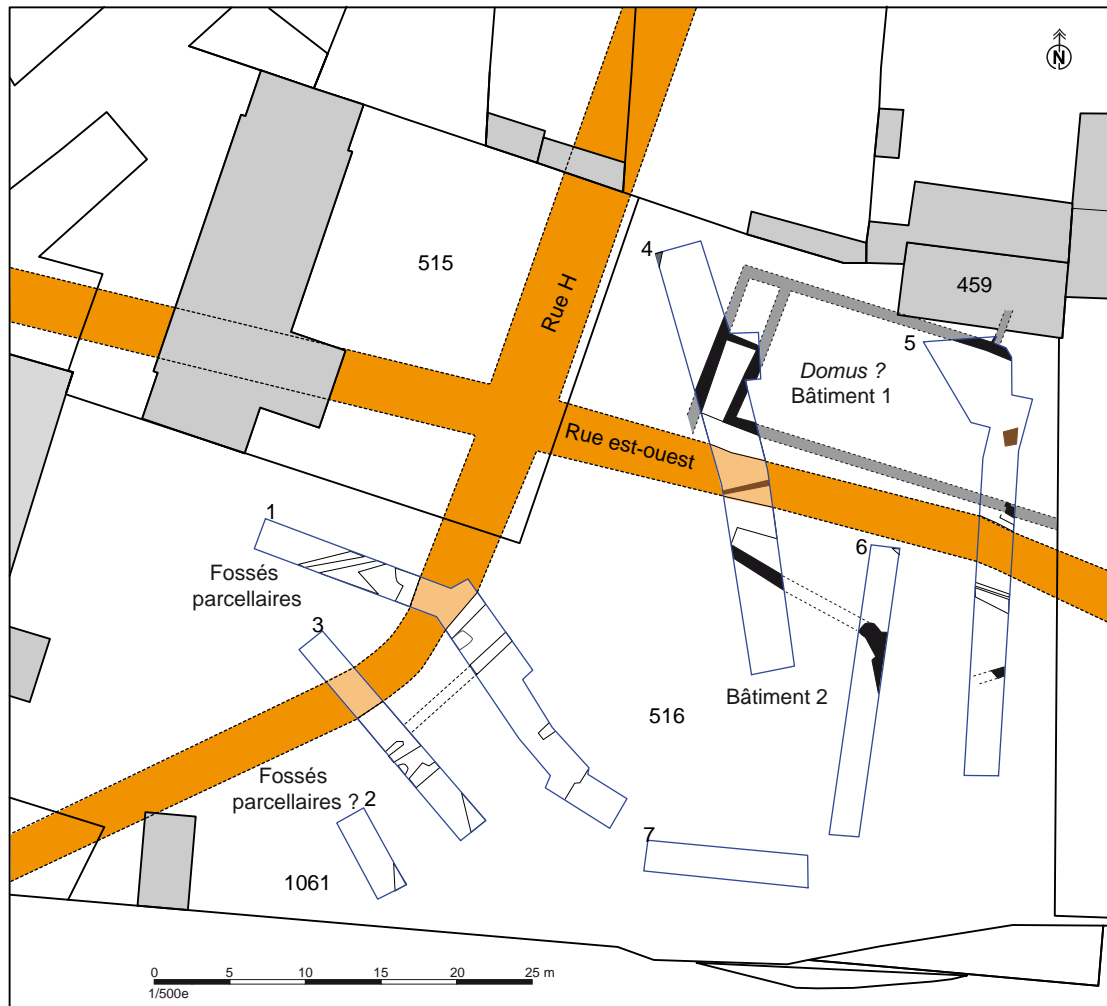 N
515
Rue H
4
459
5
Domus ?
Bâtiment 1
Rue est-ouest
1
6
Fossés
parcellaires
3
Bâtiment 2
516
Fossés
parcellaires ?
2
7
1061
0 5 10 15 20 25 m
1/500e